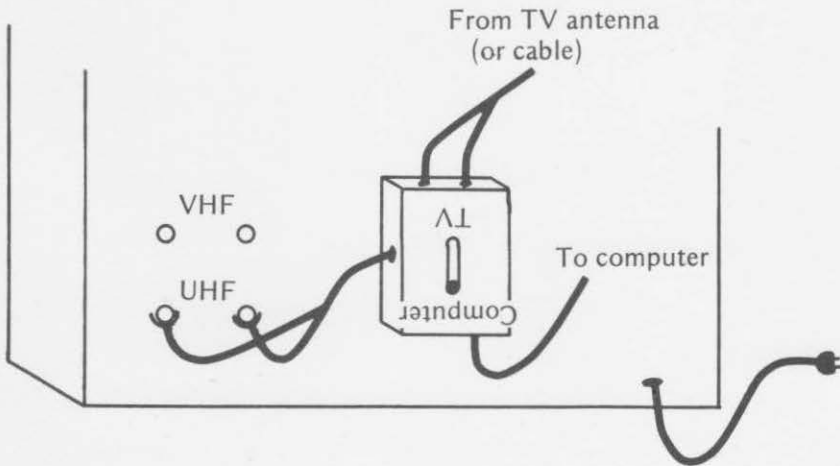 From TV antenna
(or cable)
VHF
TV
To computer
UHF
Computer